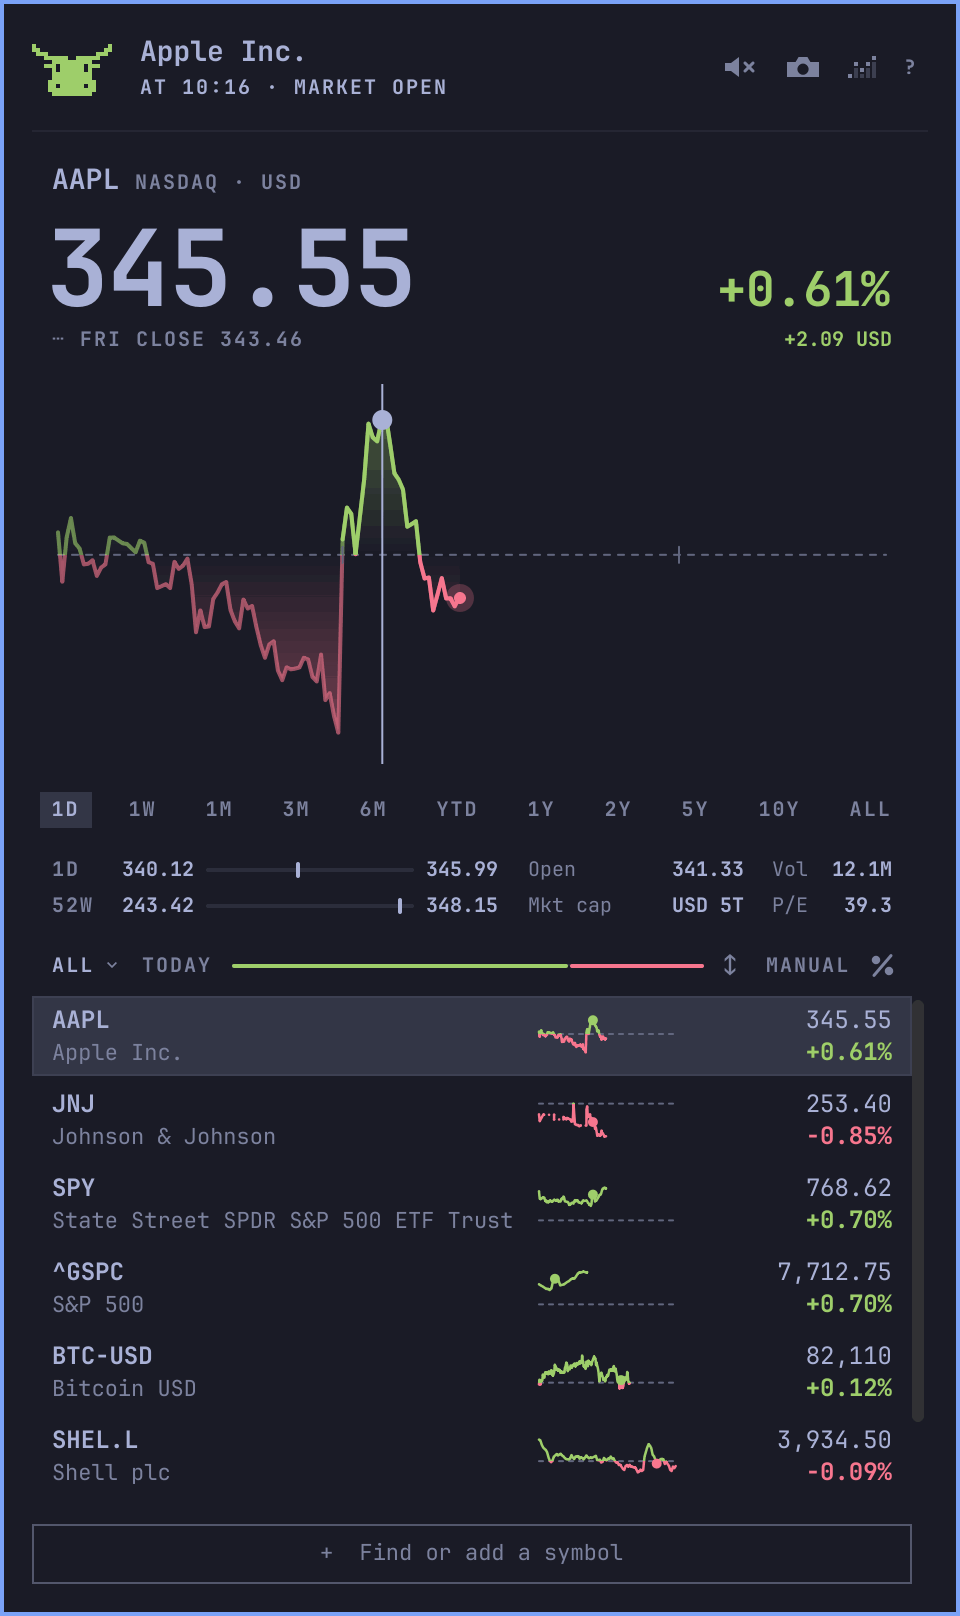 Apple Inc.
AT 10:16 · MARKET OPEN
?
AAPL NASDAQ · USD
345.55
+0.61%
┄ FRI CLOSE 343.46
+2.09 USD
1D 1W 1M 3M 6M YTD 1Y 2Y 5Y 10Y ALL
1D 340.12 345.99 Open 341.33 Vol 12.1M
52W 243.42 348.15 Mkt cap USD 5T P/E 39.3
ALL TODAY ↕ MANUAL %
AAPL 345.55
Apple Inc. +0.61%
JNJ 253.40
Johnson & Johnson -0.85%
SPY 768.62
State Street SPDR S&P 500 ETF Trust +0.70%
^GSPC 7,712.75
S&P 500 +0.70%
BTC-USD 82,110
Bitcoin USD +0.12%
SHEL.L 3,934.50
Shell plc -0.09%
+ Find or add a symbol